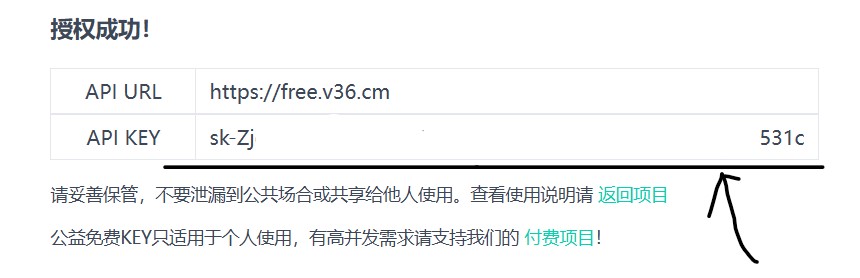 授权成功！
API URL https://free.v36.cm
API KEY sk-Zj 531c
请妥善保管，不要泄漏到公共场合或共享给他人使用。查看使用说明请 返回项目
公益免费KEY只适用于个人使用，有高并发需求请支持我们的 付费项目！